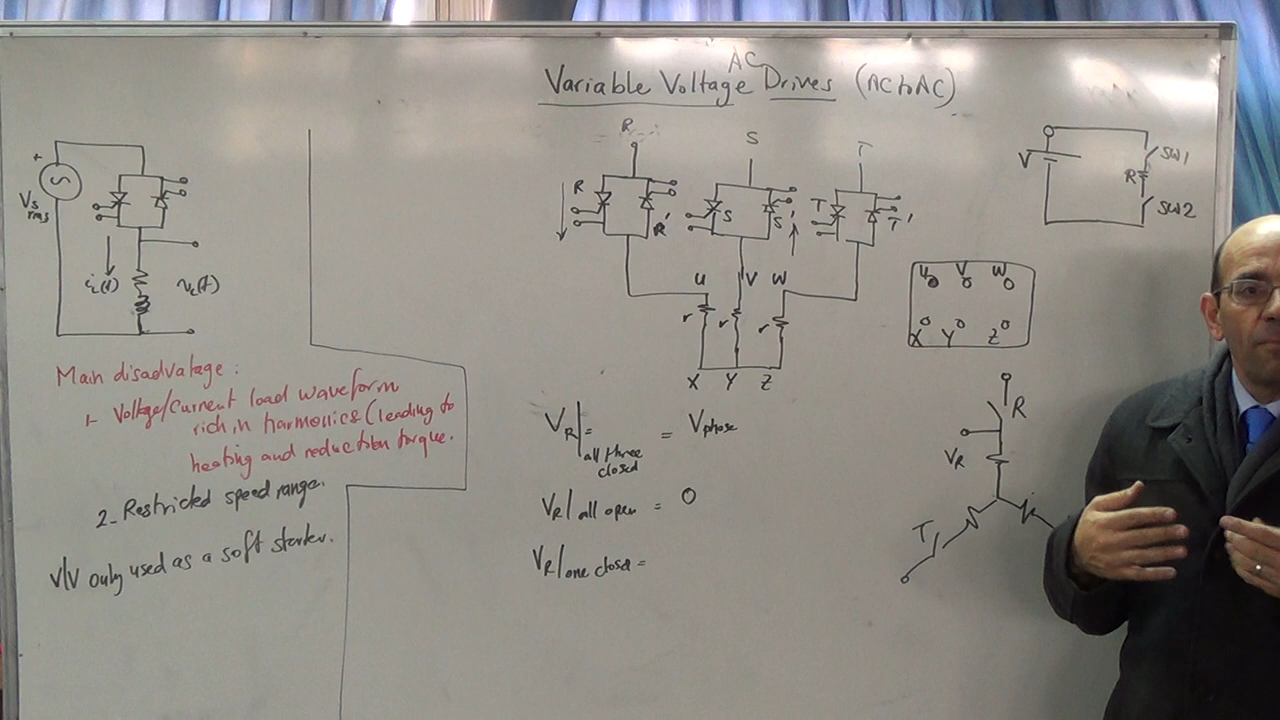 AC
Variable Voltage Drives (AC to AC)
+
Vs
rms
iL(t)
vL(t)
Main disadvatage :
1- Voltage/Current load waveform
rich in harmonics (leading to
heating and reduction torque.
2- Restricted speed range.
V/V only used as a soft starter.
R S T
R R' S S' T T'
U V W
r r r
X Y Z
VR| = all three closed = Vphase
VR/ all open = 0
VR/ one closed =
V
SW1
R
SW2
U V W
X Y Z
R
VR
T